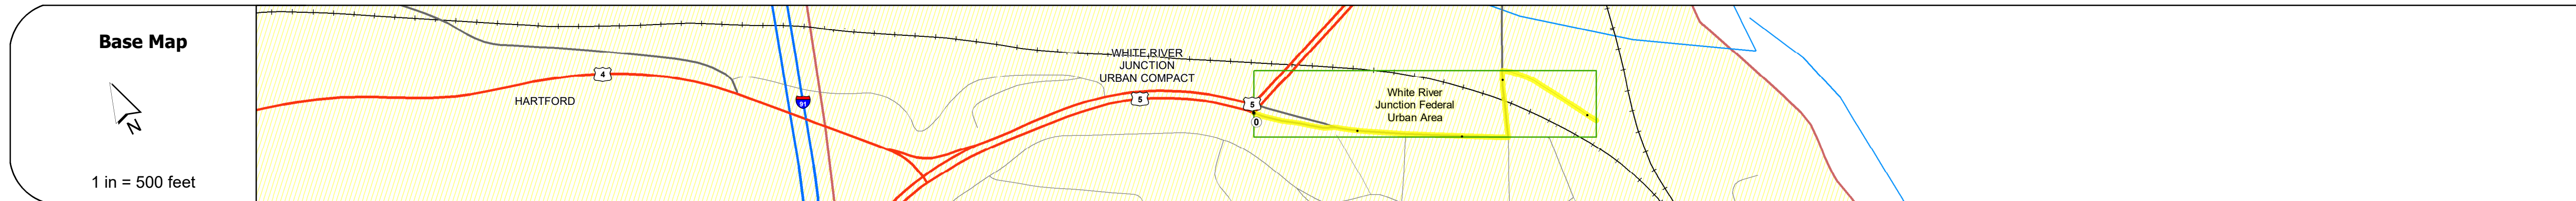 Base Map
N
1 in = 500 feet
4
HARTFORD
91
WHITE RIVER
JUNCTION
URBAN COMPACT
5
5
0
White River
Junction Federal
Urban Area